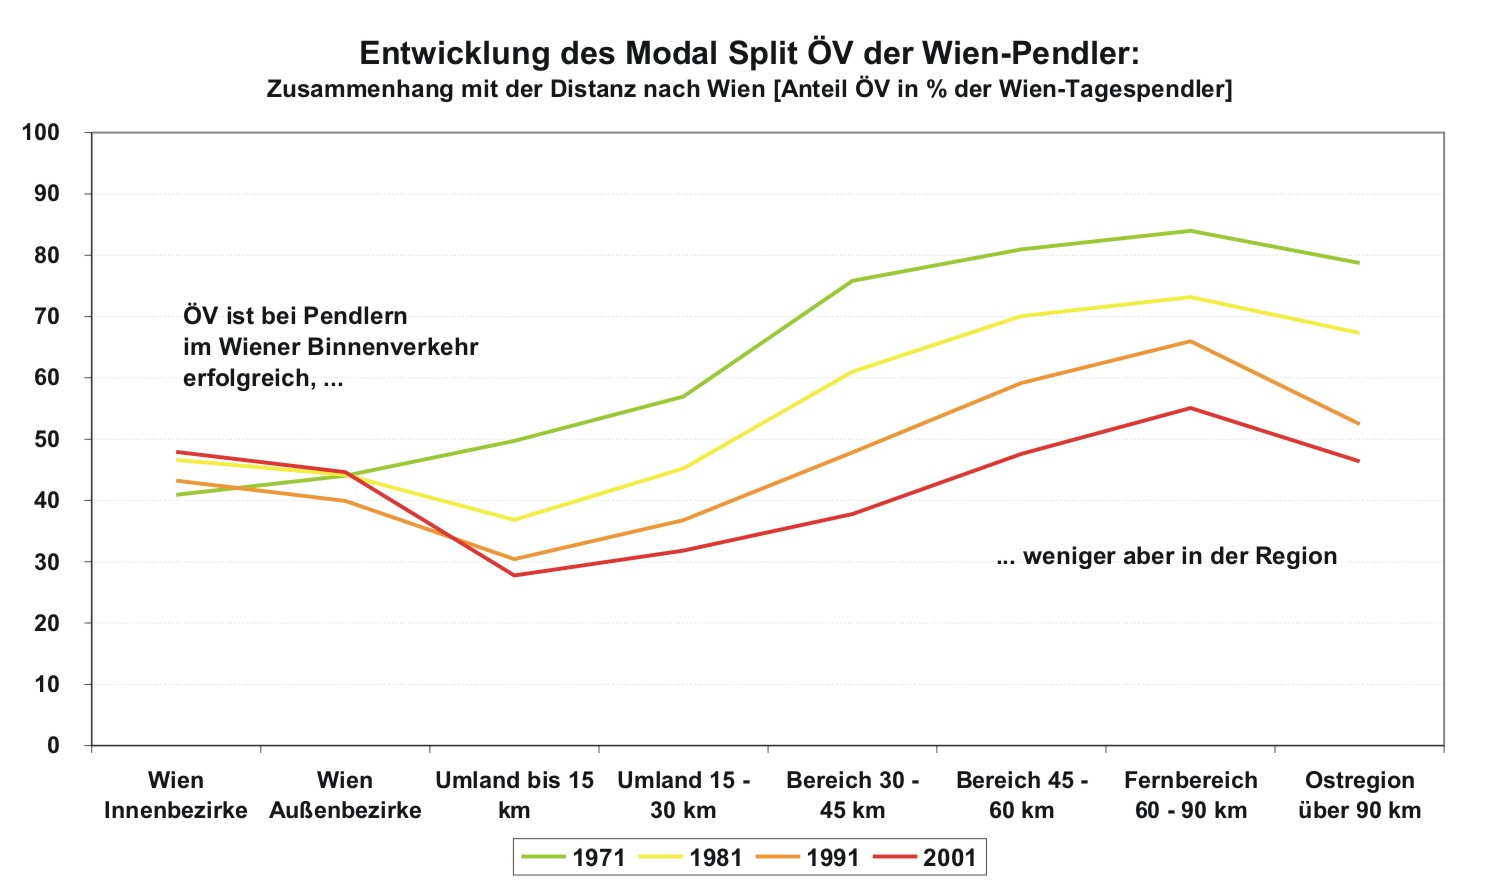 Entwicklung des Modal Split ÖV der Wien-Pendler:
Zusammenhang mit der Distanz nach Wien [Anteil ÖV in % der Wien-Tagespendler]
100
90
80
70
60
50
40
30
20
10
0
ÖV ist bei Pendlern
im Wiener Binnenverkehr
erfolgreich, ...
... weniger aber in der Region
Wien
Innenbezirke
Wien
Außenbezirke
Umland bis 15
km
Umland 15 -
30 km
Bereich 30 -
45 km
Bereich 45 -
60 km
Fernbereich
60 - 90 km
Ostregion
über 90 km
1971
1981
1991
2001